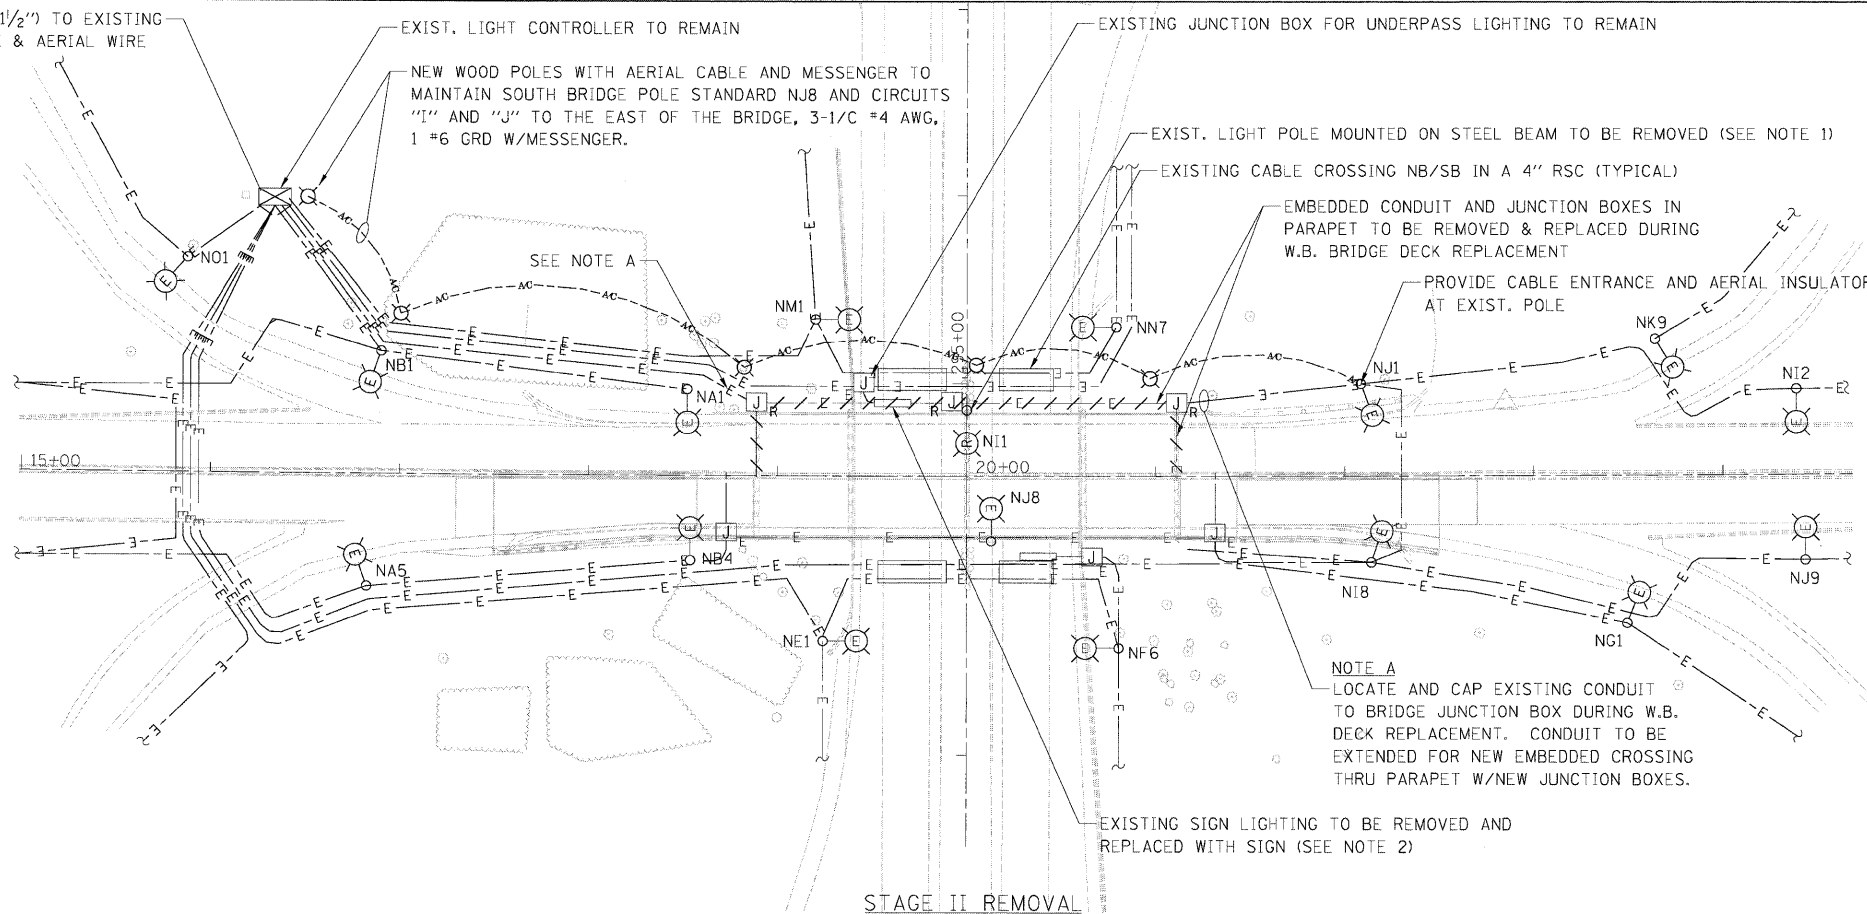 1 1/2") TO EXISTING
& AERIAL WIRE
EXIST. LIGHT CONTROLLER TO REMAIN
NEW WOOD POLES WITH AERIAL CABLE AND MESSENGER TO
MAINTAIN SOUTH BRIDGE POLE STANDARD NJ8 AND CIRCUITS
"I" AND "J" TO THE EAST OF THE BRIDGE, 3-1/C #4 AWG,
1 #6 GRD W/MESSENGER.
EXISTING JUNCTION BOX FOR UNDERPASS LIGHTING TO REMAIN
EXIST. LIGHT POLE MOUNTED ON STEEL BEAM TO BE REMOVED (SEE NOTE 1)
EXISTING CABLE CROSSING NB/SB IN A 4" RSC (TYPICAL)
EMBEDDED CONDUIT AND JUNCTION BOXES IN
PARAPET TO BE REMOVED & REPLACED DURING
W.B. BRIDGE DECK REPLACEMENT
PROVIDE CABLE ENTRANCE AND AERIAL INSULATOR
AT EXIST. POLE
SEE NOTE A
NO1
NB1
NA1
NM1
295+00
NN7
NJ1
NK9
NI2
NI1
15+00
20+00
NJ8
NA5
NB4
NE1
NF6
NI8
NG1
NJ9
NOTE A
LOCATE AND CAP EXISTING CONDUIT
TO BRIDGE JUNCTION BOX DURING W.B.
DECK REPLACEMENT. CONDUIT TO BE
EXTENDED FOR NEW EMBEDDED CROSSING
THRU PARAPET W/NEW JUNCTION BOXES.
EXISTING SIGN LIGHTING TO BE REMOVED AND
REPLACED WITH SIGN (SEE NOTE 2)
STAGE II REMOVAL